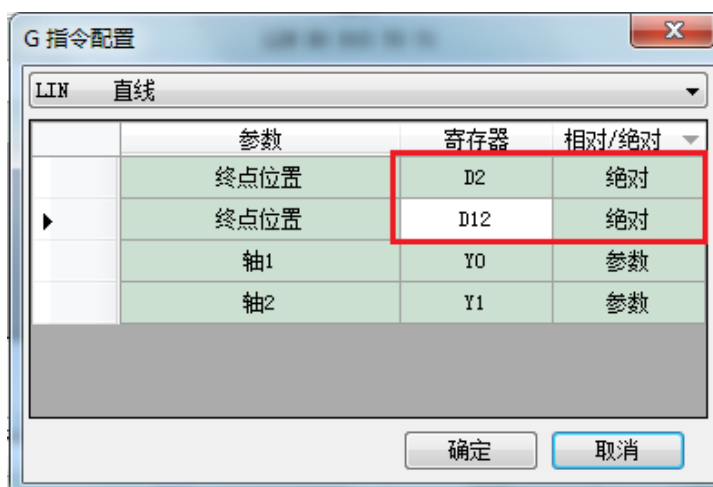 G 指令配置
LIN 直线
参数 寄存器 相对/绝对
终点位置 D2 绝对
终点位置 D12 绝对
轴1 Y0 参数
轴2 Y1 参数
确定 取消